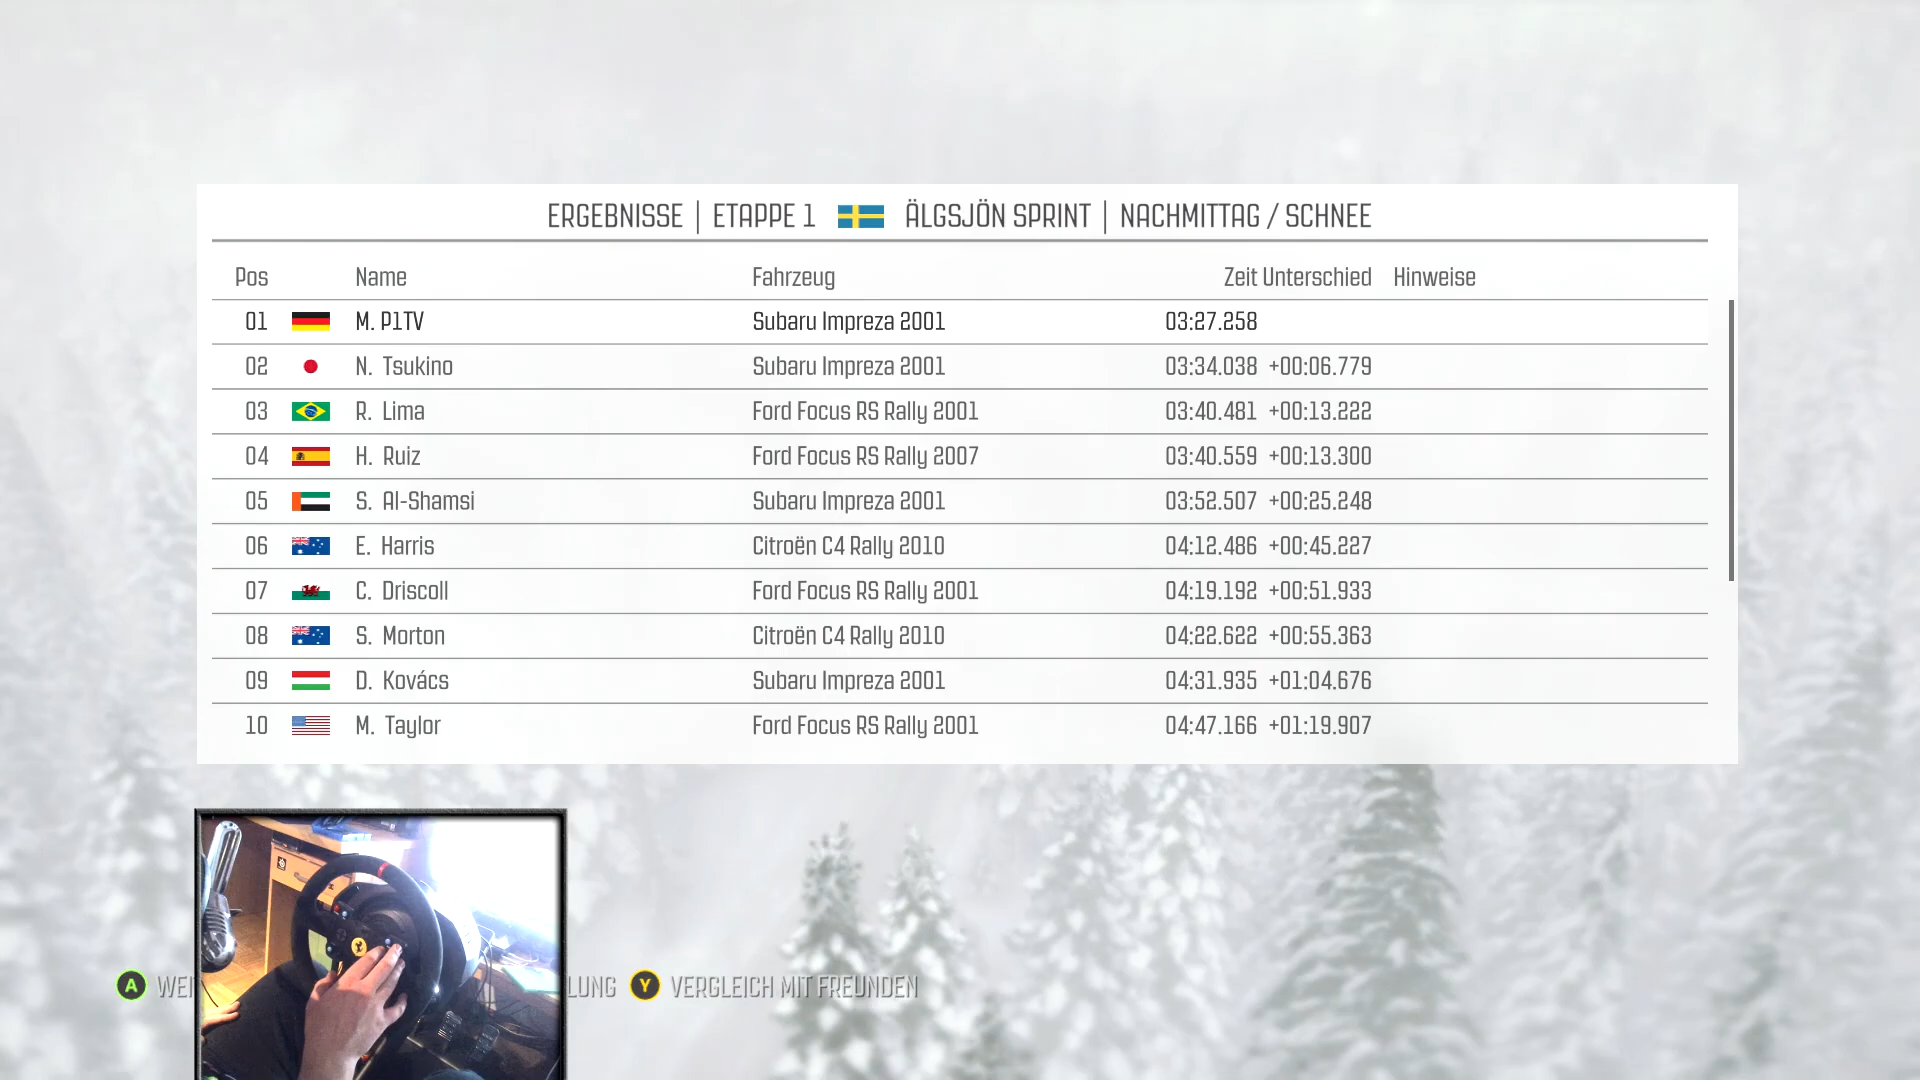 ERGEBNISSE | ETAPPE 1 ÄLGSJÖN SPRINT | NACHMITTAG / SCHNEE
Pos Name Fahrzeug Zeit Unterschied Hinweise
01 M. P1TV Subaru Impreza 2001 03:27.258
02 N. Tsukino Subaru Impreza 2001 03:34.038 +00:06.779
03 R. Lima Ford Focus RS Rally 2001 03:40.481 +00:13.222
04 H. Ruiz Ford Focus RS Rally 2007 03:40.559 +00:13.300
05 S. Al-Shamsi Subaru Impreza 2001 03:52.507 +00:25.248
06 E. Harris Citroën C4 Rally 2010 04:12.486 +00:45.227
07 C. Driscoll Ford Focus RS Rally 2001 04:19.192 +00:51.933
08 S. Morton Citroën C4 Rally 2010 04:22.622 +00:55.363
09 D. Kovács Subaru Impreza 2001 04:31.935 +01:04.676
10 M. Taylor Ford Focus RS Rally 2001 04:47.166 +01:19.907
A WEI LUNG Y VERGLEICH MIT FREUNDEN